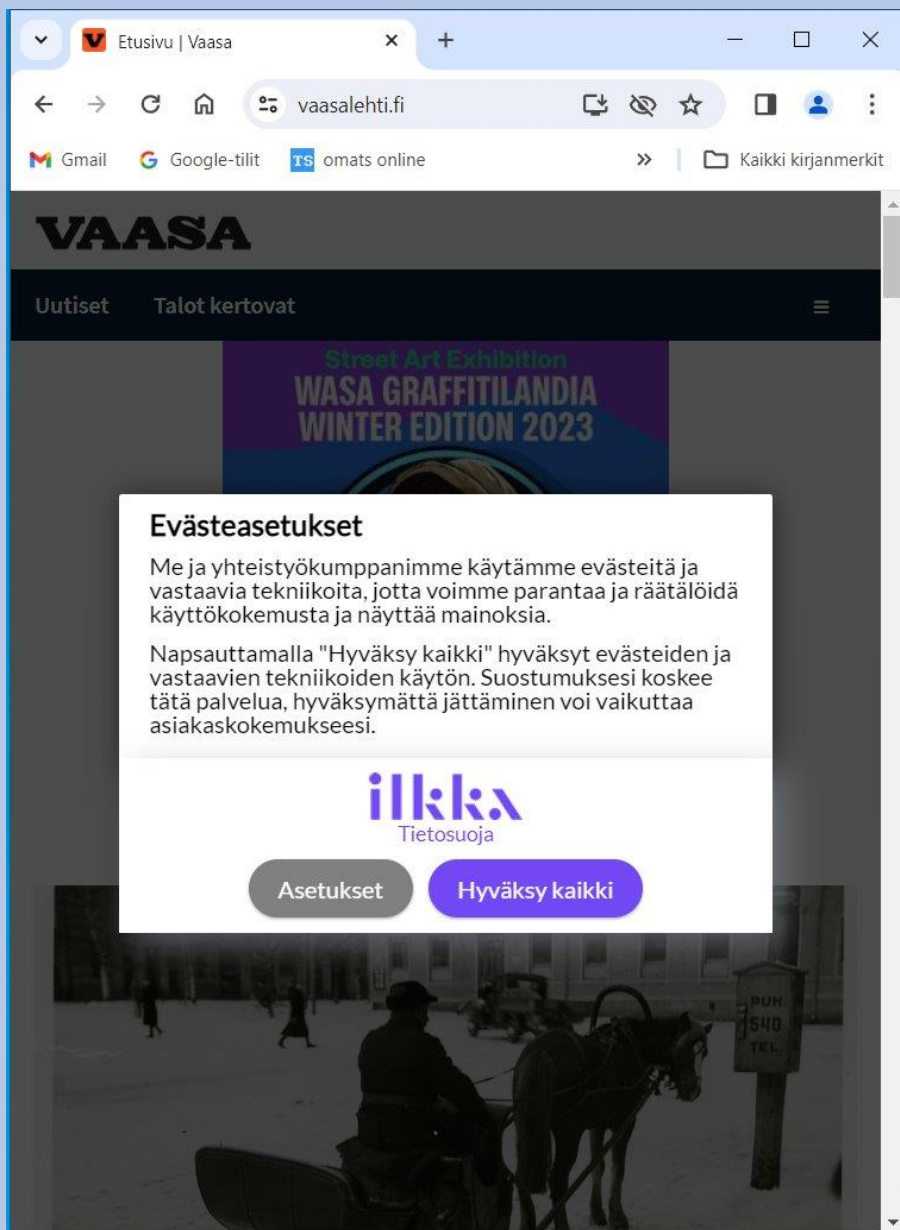 Etusivu | Vaasa
vaasalehti.fi
Gmail Google-tilit TS omats online » Kaikki kirjanmerkit
VAASA
Uutiset Talot kertovat
Street Art Exhibition
WASA GRAFFITILANDIA
WINTER EDITION 2023
Evästeasetukset
Me ja yhteistyökumppanimme käytämme evästeitä ja
vastaavia tekniikoita, jotta voimme parantaa ja räätälöidä
käyttökokemusta ja näyttää mainoksia.
Napsauttamalla "Hyväksy kaikki" hyväksyt evästeiden ja
vastaavien tekniikoiden käytön. Suostumuksesi koskee
tätä palvelua, hyväksymättä jättäminen voi vaikuttaa
asiakaskokemukseesi.
ilkka
Tietosuoja
Asetukset Hyväksy kaikki
PUH.
540
TEL.